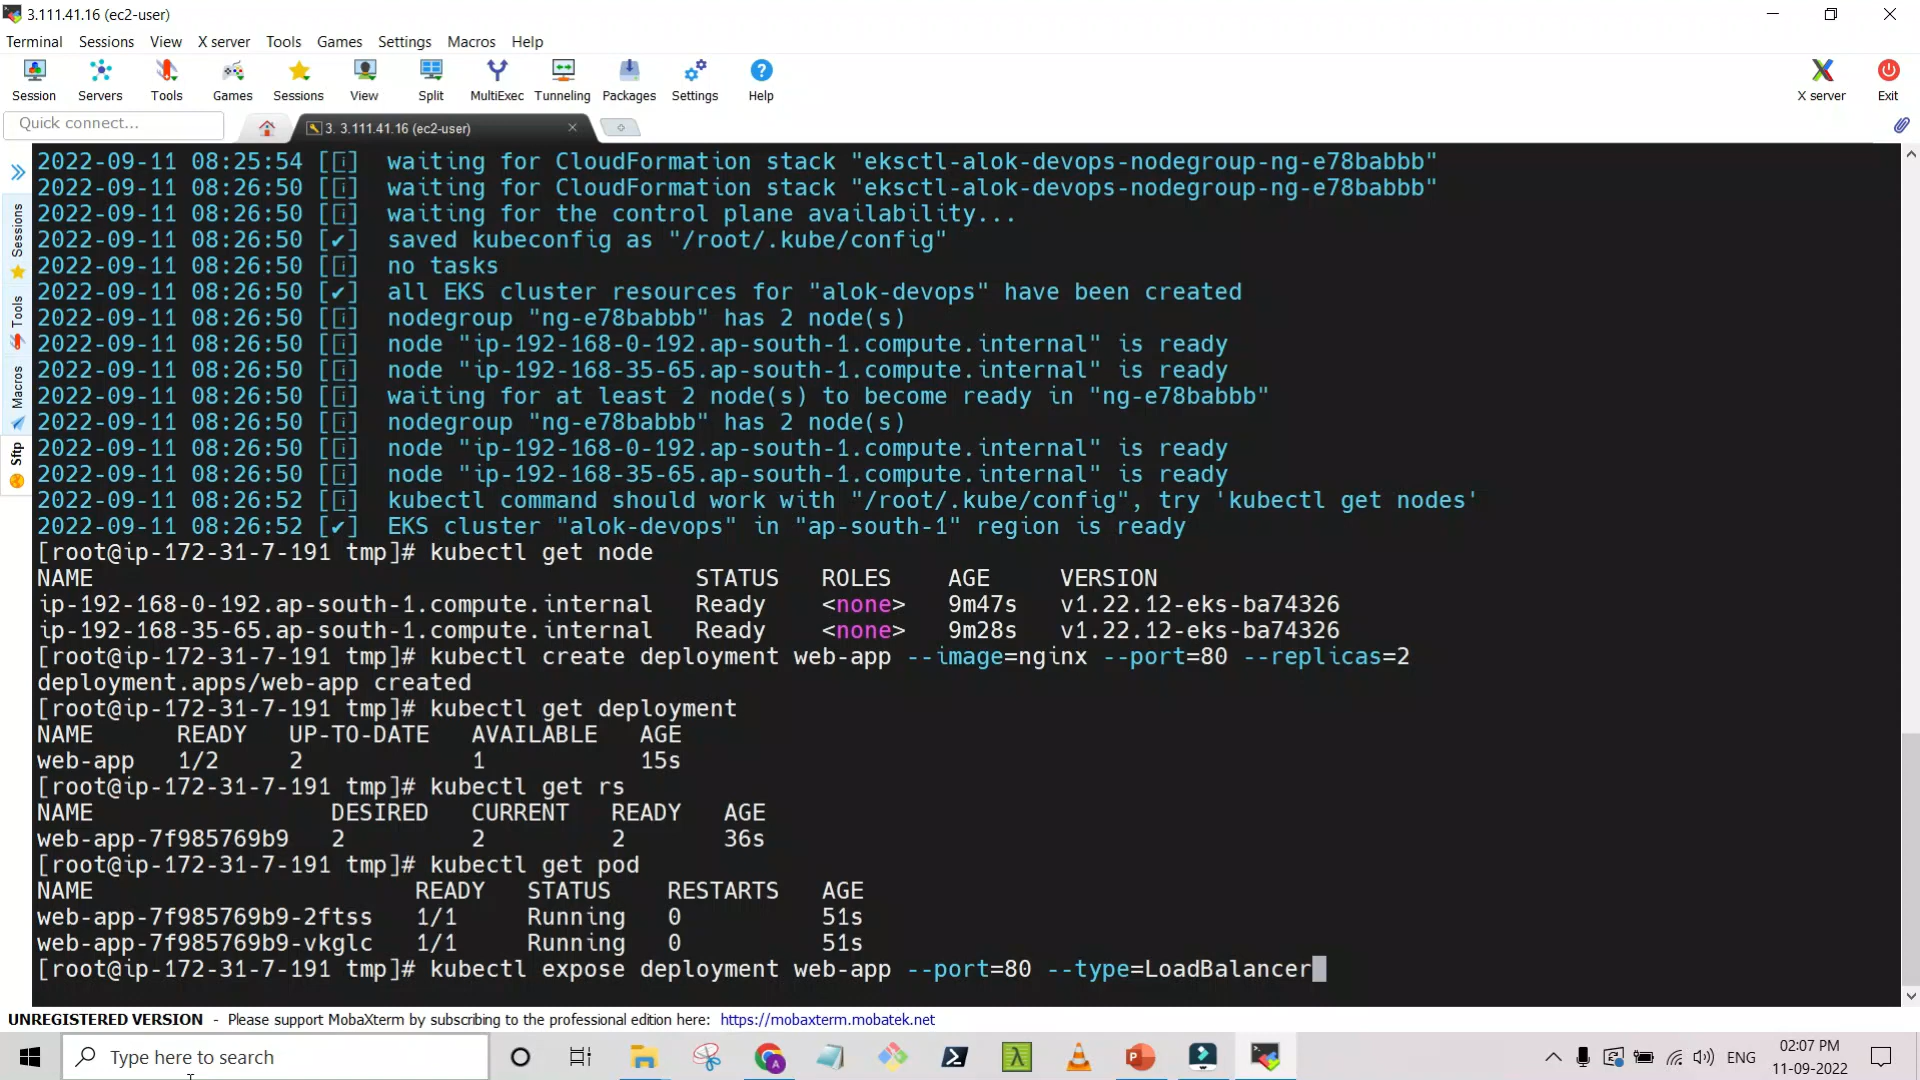 3.111.41.16 (ec2-user)
Terminal Sessions View X server Tools Games Settings Macros Help
Session Servers Tools Games Sessions View Split MultiExec Tunneling Packages Settings Help X server Exit
Quick connect...
3. 3.111.41.16 (ec2-user)
Sessions
Tools
Macros
Sftp
2022-09-11 08:25:54 [i]  waiting for CloudFormation stack "eksctl-alok-devops-nodegroup-ng-e78babbb"
2022-09-11 08:26:50 [i]  waiting for CloudFormation stack "eksctl-alok-devops-nodegroup-ng-e78babbb"
2022-09-11 08:26:50 [i]  waiting for the control plane availability...
2022-09-11 08:26:50 [✔]  saved kubeconfig as "/root/.kube/config"
2022-09-11 08:26:50 [i]  no tasks
2022-09-11 08:26:50 [✔]  all EKS cluster resources for "alok-devops" have been created
2022-09-11 08:26:50 [i]  nodegroup "ng-e78babbb" has 2 node(s)
2022-09-11 08:26:50 [i]  node "ip-192-168-0-192.ap-south-1.compute.internal" is ready
2022-09-11 08:26:50 [i]  node "ip-192-168-35-65.ap-south-1.compute.internal" is ready
2022-09-11 08:26:50 [i]  waiting for at least 2 node(s) to become ready in "ng-e78babbb"
2022-09-11 08:26:50 [i]  nodegroup "ng-e78babbb" has 2 node(s)
2022-09-11 08:26:50 [i]  node "ip-192-168-0-192.ap-south-1.compute.internal" is ready
2022-09-11 08:26:50 [i]  node "ip-192-168-35-65.ap-south-1.compute.internal" is ready
2022-09-11 08:26:52 [i]  kubectl command should work with "/root/.kube/config", try 'kubectl get nodes'
2022-09-11 08:26:52 [✔]  EKS cluster "alok-devops" in "ap-south-1" region is ready
[root@ip-172-31-7-191 tmp]# kubectl get node
NAME STATUS ROLES AGE VERSION
ip-192-168-0-192.ap-south-1.compute.internal Ready <none> 9m47s v1.22.12-eks-ba74326
ip-192-168-35-65.ap-south-1.compute.internal Ready <none> 9m28s v1.22.12-eks-ba74326
[root@ip-172-31-7-191 tmp]# kubectl create deployment web-app --image=nginx --port=80 --replicas=2
deployment.apps/web-app created
[root@ip-172-31-7-191 tmp]# kubectl get deployment
NAME READY UP-TO-DATE AVAILABLE AGE
web-app 1/2 2 1 15s
[root@ip-172-31-7-191 tmp]# kubectl get rs
NAME DESIRED CURRENT READY AGE
web-app-7f985769b9 2 2 2 36s
[root@ip-172-31-7-191 tmp]# kubectl get pod
NAME READY STATUS RESTARTS AGE
web-app-7f985769b9-2ftss 1/1 Running 0 51s
web-app-7f985769b9-vkglc 1/1 Running 0 51s
[root@ip-172-31-7-191 tmp]# kubectl expose deployment web-app --port=80 --type=LoadBalancer
UNREGISTERED VERSION - Please support MobaXterm by subscribing to the professional edition here: https://mobaxterm.mobatek.net
Type here to search
ENG
02:07 PM
11-09-2022